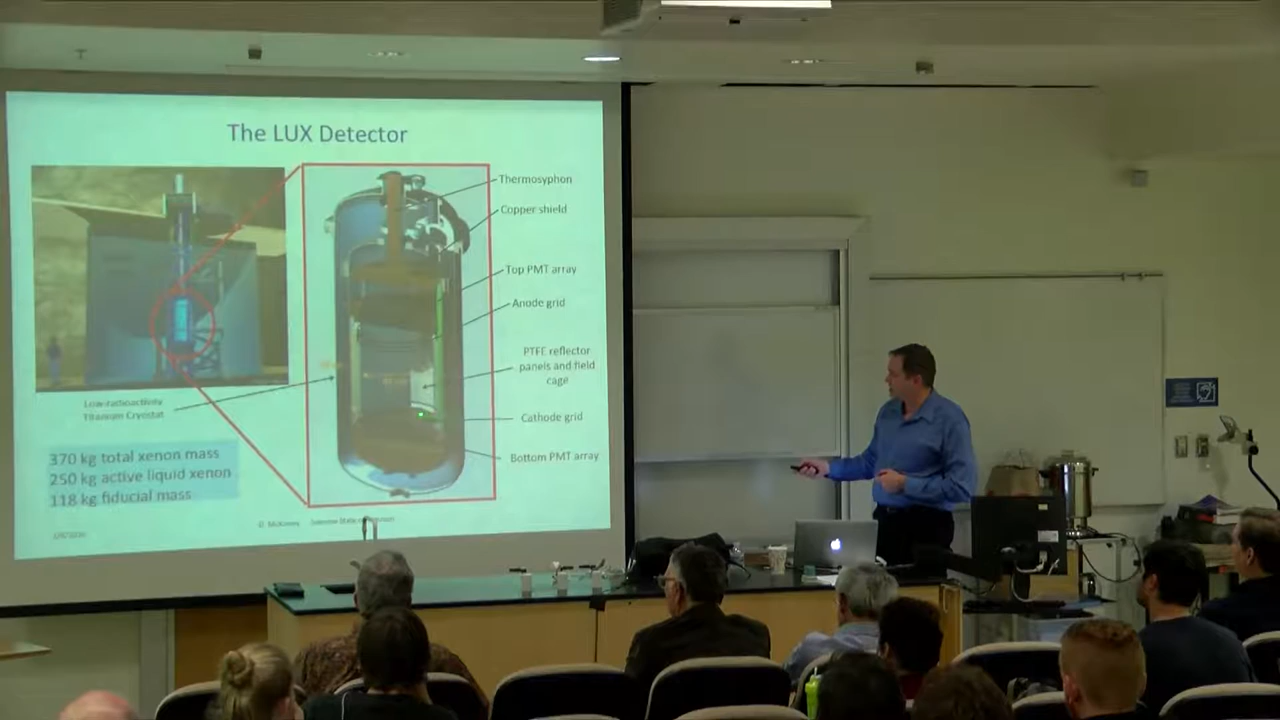 The LUX Detector
Thermosyphon
Copper shield
Top PMT array
Anode grid
PTFE reflector
panels and field
cage
Low-radioactivity
Titanium Cryostat
Cathode grid
Bottom PMT array
370 kg total xenon mass
250 kg active liquid xenon
118 kg fiducial mass